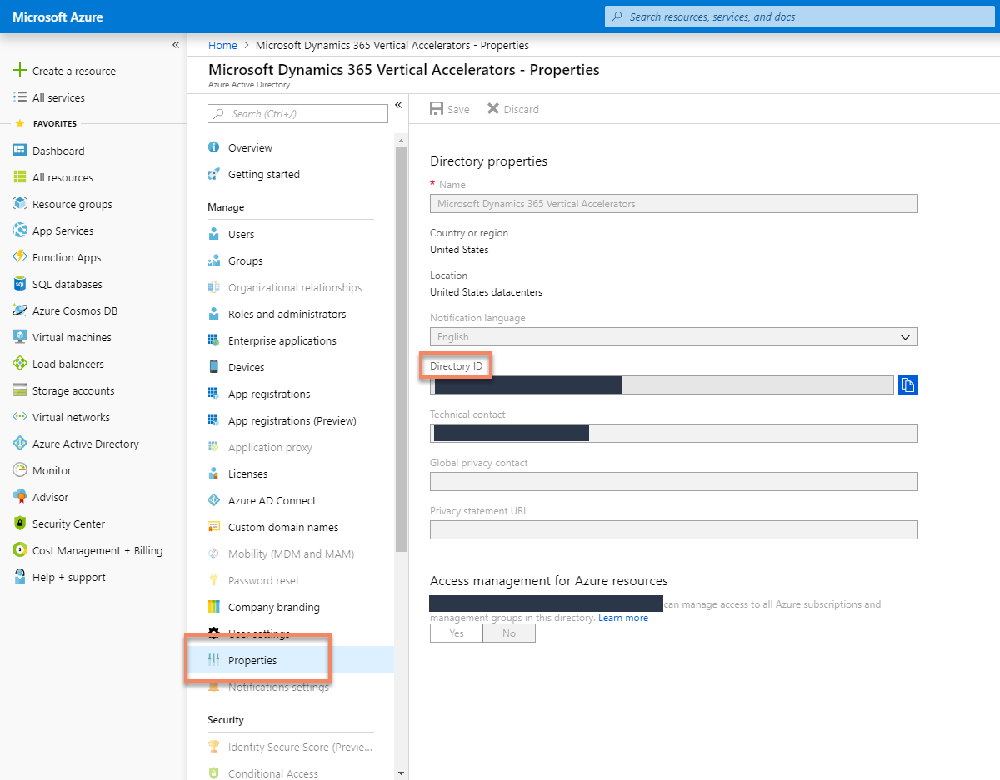 Microsoft Azure
Search resources, services, and docs
Home > Microsoft Dynamics 365 Vertical Accelerators - Properties
Microsoft Dynamics 365 Vertical Accelerators - Properties
Azure Active Directory
Create a resource
All services
FAVORITES
Dashboard
All resources
Resource groups
App Services
Function Apps
SQL databases
Azure Cosmos DB
Virtual machines
Load balancers
Storage accounts
Virtual networks
Azure Active Directory
Monitor
Advisor
Security Center
Cost Management + Billing
Help + support
Search (Ctrl+/)
Overview
Getting started
Manage
Users
Groups
Organizational relationships
Roles and administrators
Enterprise applications
Devices
App registrations
App registrations (Preview)
Application proxy
Licenses
Azure AD Connect
Custom domain names
Mobility (MDM and MAM)
Password reset
Company branding
User settings
Properties
Notifications settings
Security
Identity Secure Score (Previe...
Conditional Access
Save
Discard
Directory properties
* Name
Microsoft Dynamics 365 Vertical Accelerators
Country or region
United States
Location
United States datacenters
Notification language
English
Directory ID
Technical contact
Global privacy contact
Privacy statement URL
Access management for Azure resources
can manage access to all Azure subscriptions and
management groups in this directory. Learn more
Yes
No